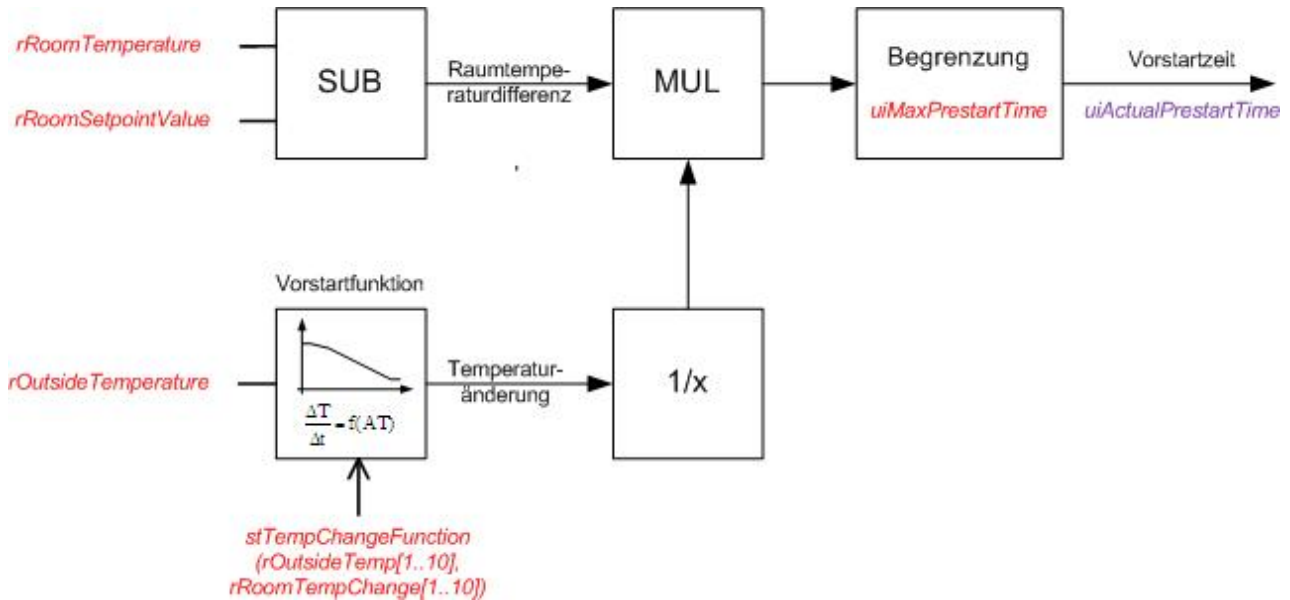 rRoomTemperature
rRoomSetpointValue
SUB
Raumtempe-
raturdifferenz
MUL
Begrenzung
uiMaxPrestartTime
Vorstartzeit
uiActualPrestartTime
,
Vorstartfunktion
rOutsideTemperature
ΔT
Δt
=f(AT)
Temperatur-
änderung
1/x
stTempChangeFunction
(rOutsideTemp[1..10],
rRoomTempChange[1..10])